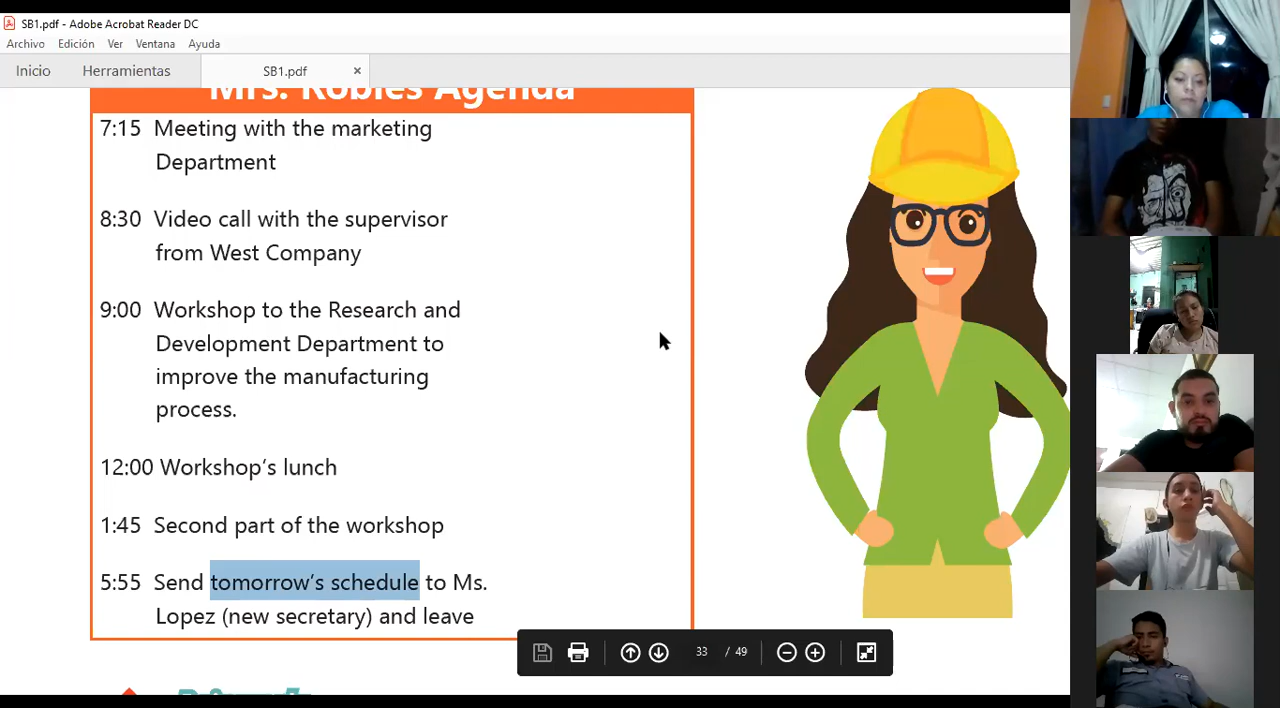 SB1.pdf - Adobe Acrobat Reader DC
Archivo Edición Ver Ventana Ayuda
Inicio Herramientas SB1.pdf ×
Mrs. Robles Agenda
7:15 Meeting with the marketing
Department
8:30 Video call with the supervisor
from West Company
9:00 Workshop to the Research and
Development Department to
improve the manufacturing
process.
12:00 Workshop’s lunch
1:45 Second part of the workshop
5:55 Send tomorrow’s schedule to Ms.
Lopez (new secretary) and leave
33 / 49